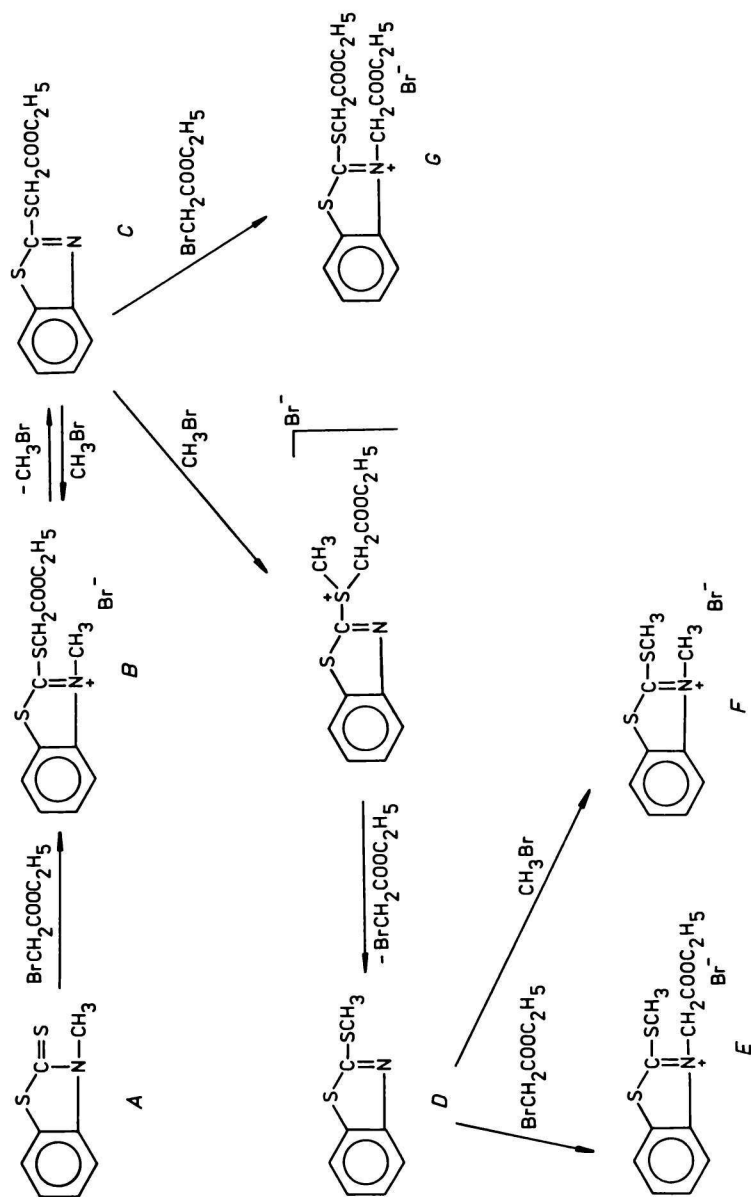 BrCH2COOC2H5
-CH3Br
CH3Br
S
C=S
N-CH3
A
S
C-SCH2COOC2H5
N-CH3
+
Br-
B
S
C-SCH2COOC2H5
N
C
CH3Br
BrCH2COOC2H5
S
C-SCH3
N
D
-BrCH2COOC2H5
S
C-S
+
CH3
CH2COOC2H5
N
Br-
S
C-SCH2COOC2H5
N-CH2COOC2H5
+
Br-
G
BrCH2COOC2H5
CH3Br
S
C-SCH3
N-CH2COOC2H5
+
Br-
E
S
C-SCH3
N-CH3
+
Br-
F